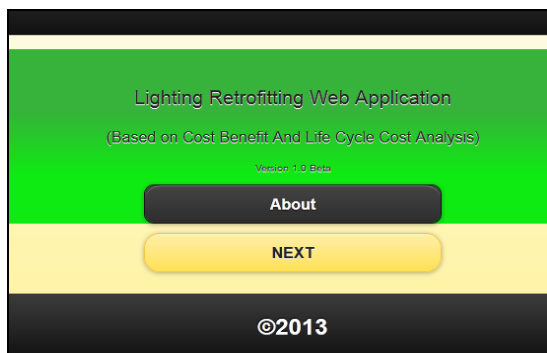 Lighting Retrofitting Web Application
(Based on Cost Benefit And Life Cycle Cost Analysis)
Version 1.0 Beta
About
NEXT
©2013